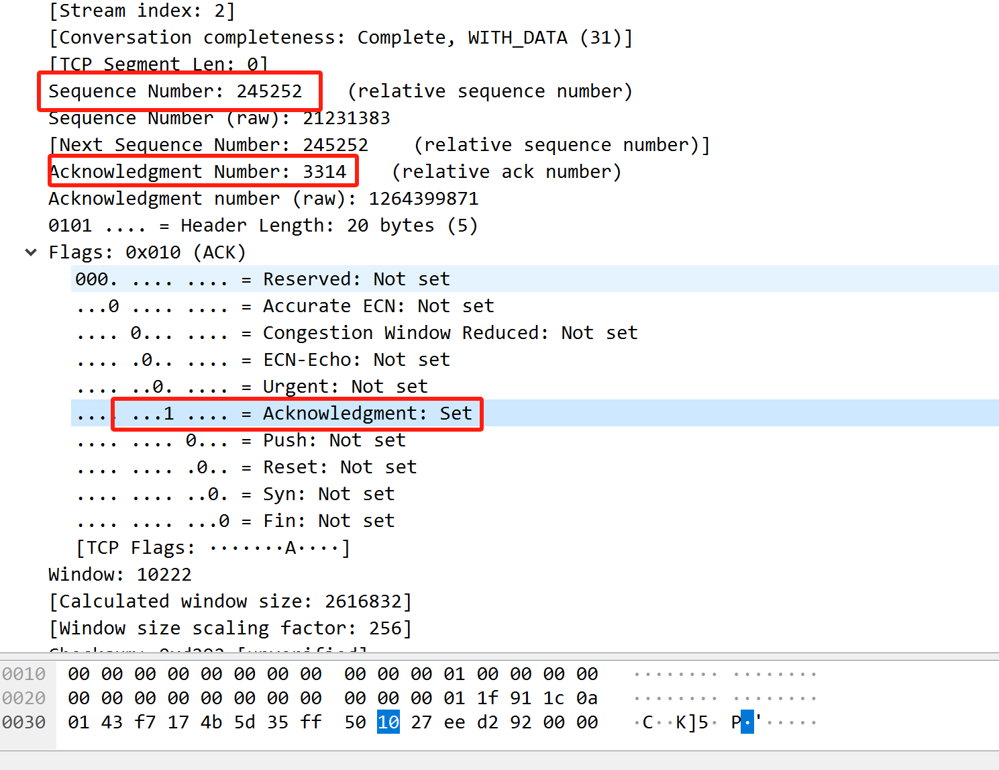 [Stream index: 2]
[Conversation completeness: Complete, WITH_DATA (31)]
[TCP Segment Len: 0]
Sequence Number: 245252    (relative sequence number)
Sequence Number (raw): 21231383
[Next Sequence Number: 245252    (relative sequence number)]
Acknowledgment Number: 3314    (relative ack number)
Acknowledgment number (raw): 1264399871
0101 .... = Header Length: 20 bytes (5)
Flags: 0x010 (ACK)
000. .... .... = Reserved: Not set
...0 .... .... = Accurate ECN: Not set
.... 0... .... = Congestion Window Reduced: Not set
.... .0.. .... = ECN-Echo: Not set
.... ..0. .... = Urgent: Not set
.... ...1 .... = Acknowledgment: Set
.... .... 0... = Push: Not set
.... .... .0.. = Reset: Not set
.... .... ..0. = Syn: Not set
.... .... ...0 = Fin: Not set
[TCP Flags: ·······A····]
Window: 10222
[Calculated window size: 2616832]
[Window size scaling factor: 256]
Checksum: 0xd292 [unverified]
0010 00 00 00 00 00 00 00 00 00 00 00 01 00 00 00 00 ········ ········
0020 00 00 00 00 00 00 00 00 00 00 00 01 1f 91 1c 0a ········ ········
0030 01 43 f7 17 4b 5d 35 ff 50 10 27 ee d2 92 00 00 ·C··K]5· P·'·····